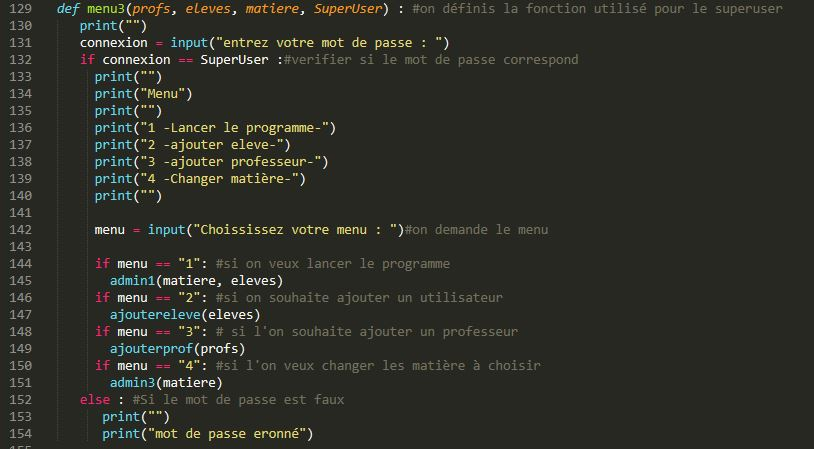 129 def menu3(profs, eleves, matiere, SuperUser) : #on définis la fonction utilisé pour le superuser
130 print("")
131 connexion = input("entrez votre mot de passe : ")
132 if connexion == SuperUser :#verifier si le mot de passe correspond
133 print("")
134 print("Menu")
135 print("")
136 print("1 -Lancer le programme-")
137 print("2 -ajouter eleve-")
138 print("3 -ajouter professeur-")
139 print("4 -Changer matière-")
140 print("")
141
142 menu = input("Choississez votre menu : ")#on demande le menu
143
144 if menu == "1": #si on veux lancer le programme
145 admin1(matiere, eleves)
146 if menu == "2": #si on souhaite ajouter un utilisateur
147 ajoutereleve(eleves)
148 if menu == "3": # si l'on souhaite ajouter un professeur
149 ajouterprof(profs)
150 if menu == "4": #si l'on veux changer les matière à choisir
151 admin3(matiere)
152 else : #Si le mot de passe est faux
153 print("")
154 print("mot de passe eronné")